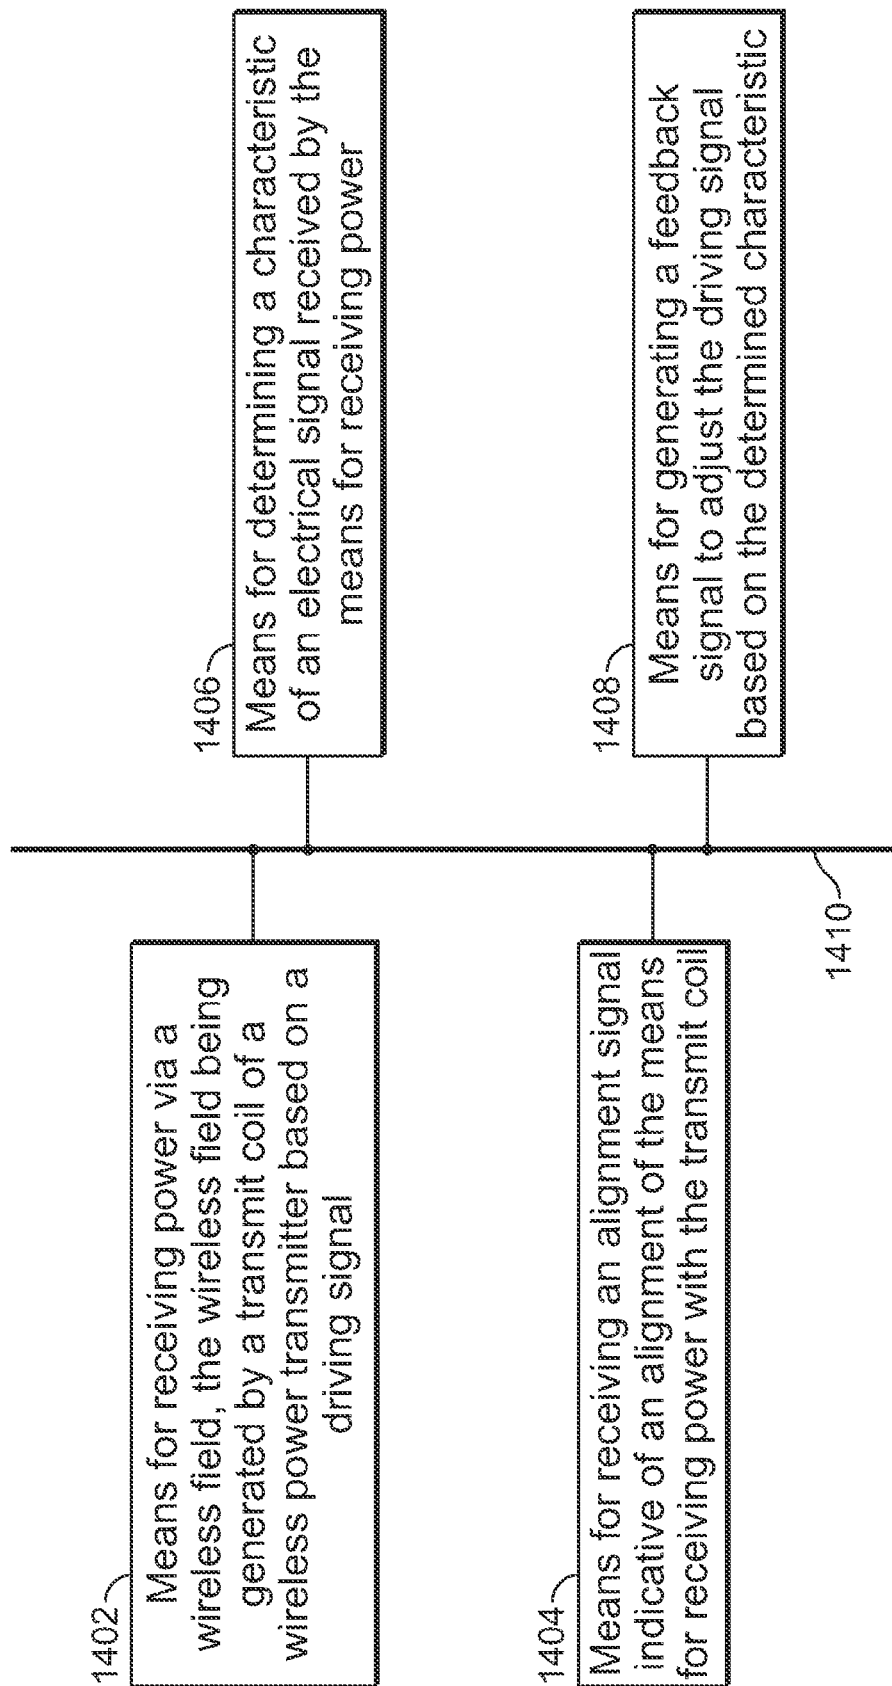 1402
Means for receiving power via a
wireless field, the wireless field being
generated by a transmit coil of a
wireless power transmitter based on a
driving signal
1406
Means for determining a characteristic
of an electrical signal received by the
means for receiving power
1404
Means for receiving an alignment signal
indicative of an alignment of the means
for receiving power with the transmit coil
1408
Means for generating a feedback
signal to adjust the driving signal
based on the determined characteristic
1410